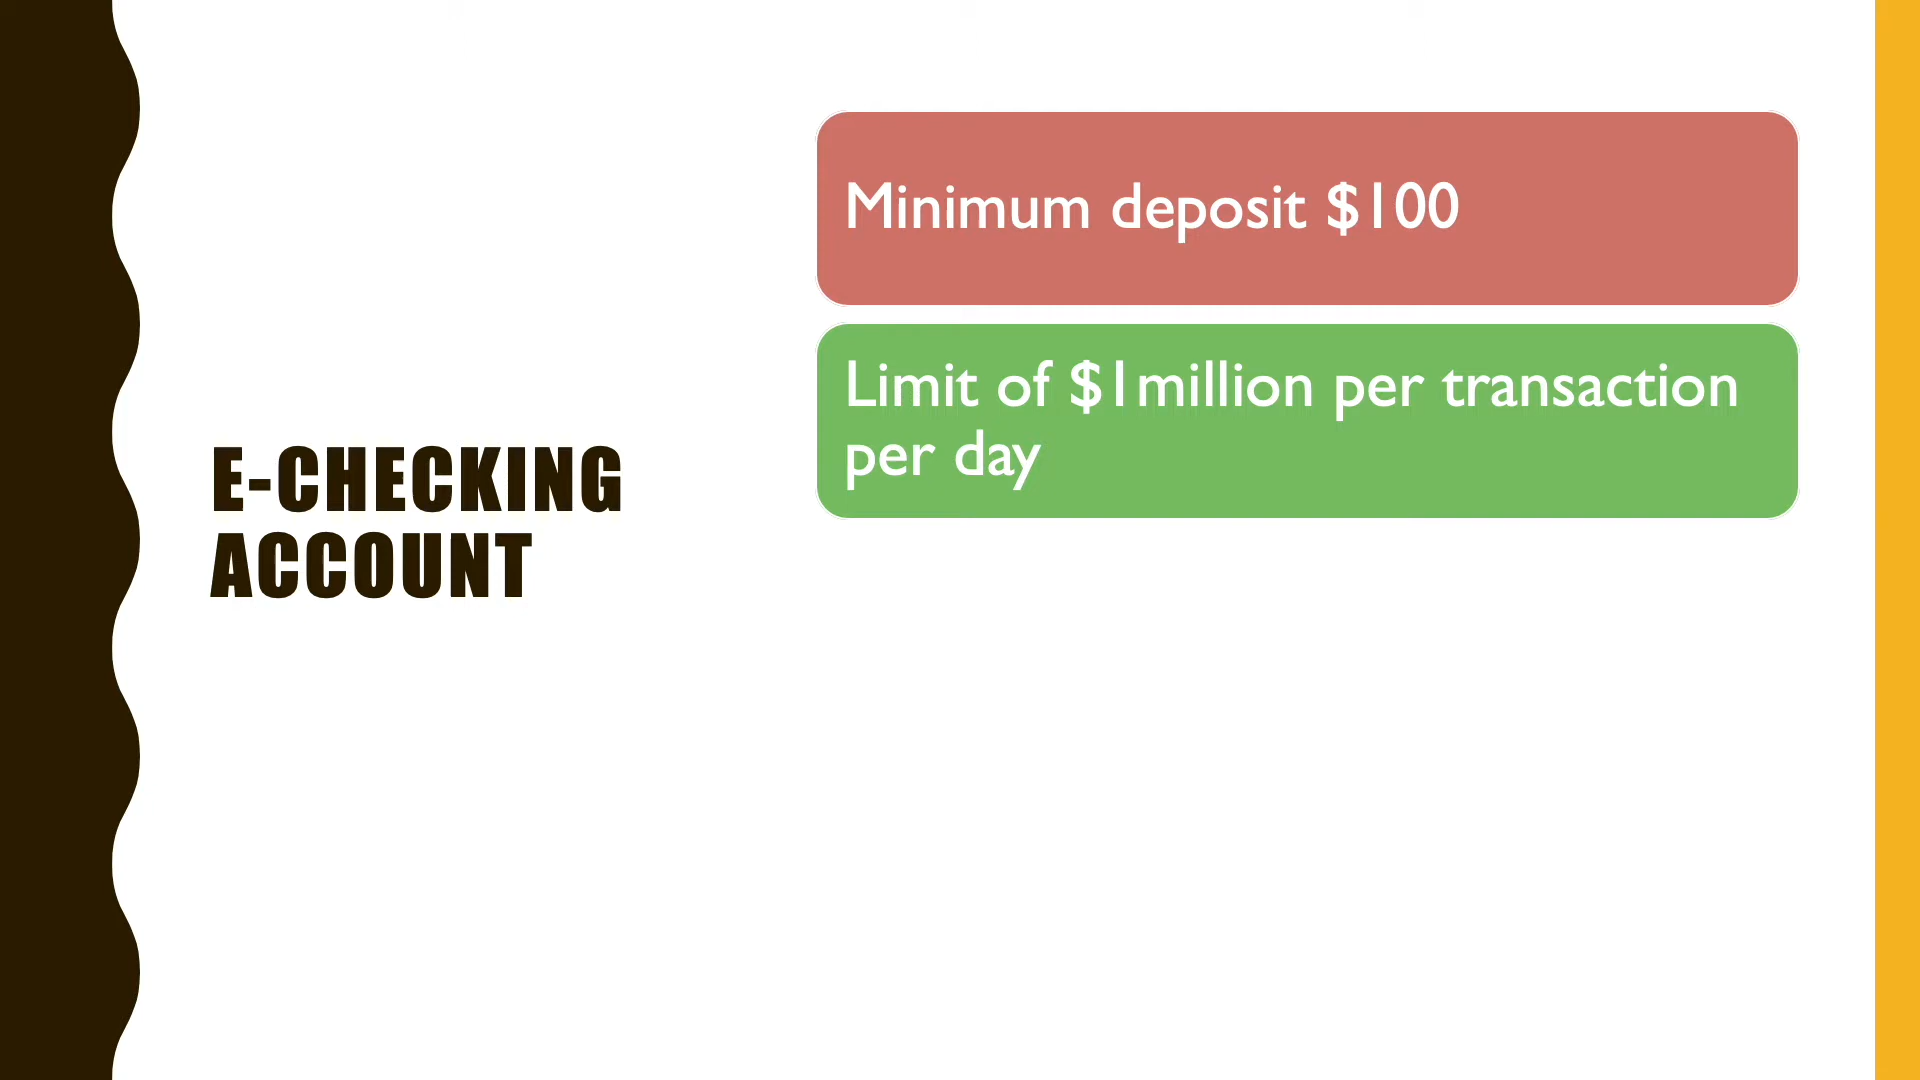 E-CHECKING
ACCOUNT
Minimum deposit $100
Limit of $1million per transaction
per day